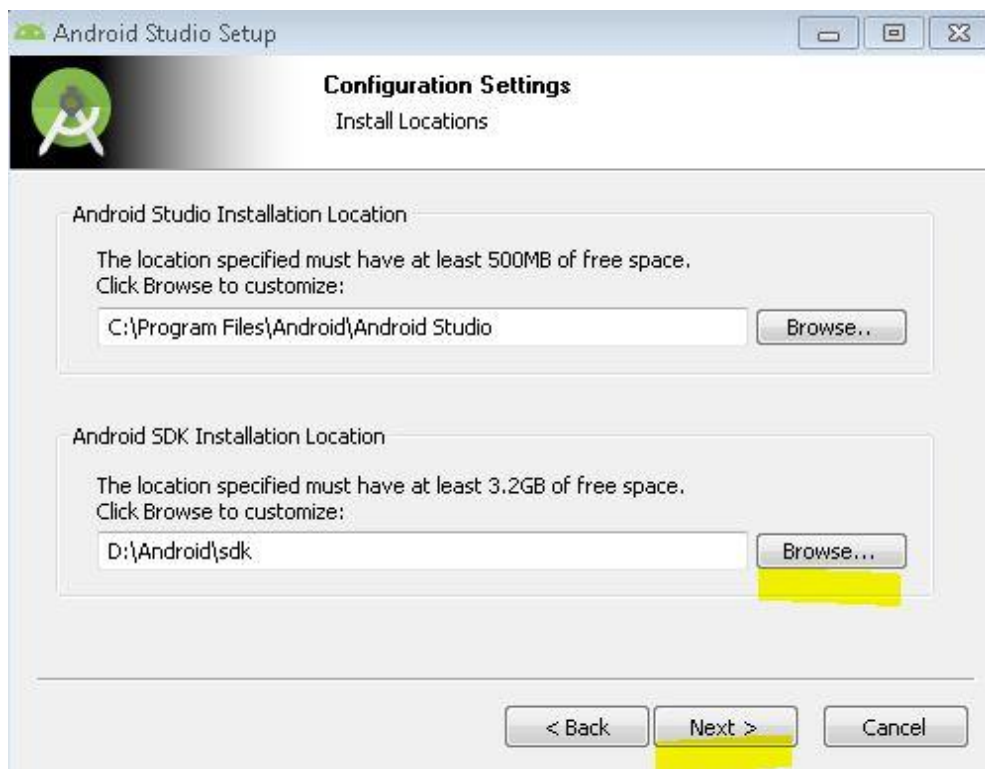 Android Studio Setup
Configuration Settings
Install Locations
Android Studio Installation Location
The location specified must have at least 500MB of free space.
Click Browse to customize:
C:\Program Files\Android\Android Studio
Browse..
Android SDK Installation Location
The location specified must have at least 3.2GB of free space.
Click Browse to customize:
D:\Android\sdk
Browse...
< Back
Next >
Cancel